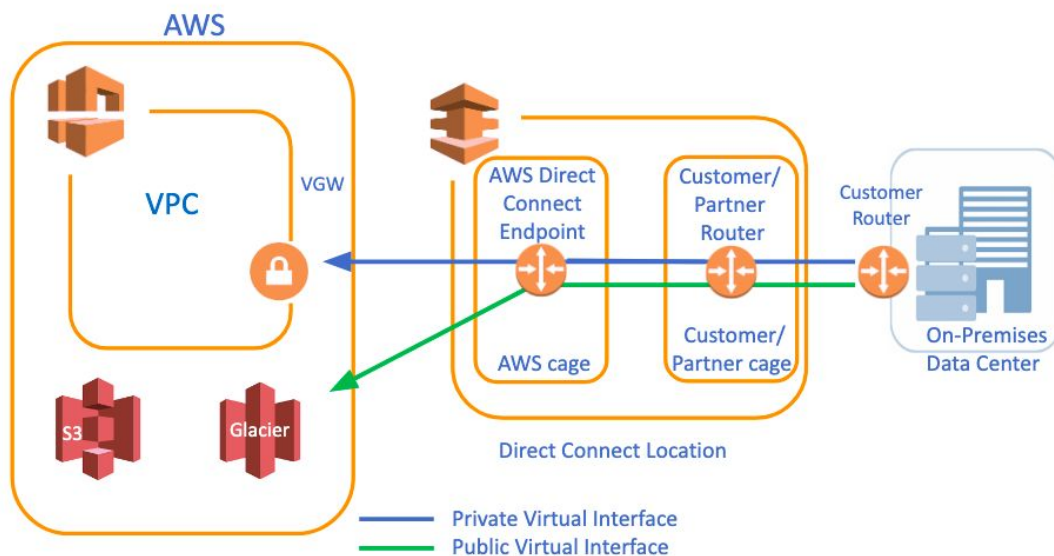 AWS
VPC
VGW
S3
Glacier
AWS Direct
Connect
Endpoint
AWS cage
Customer/
Partner
Router
Customer/
Partner cage
Direct Connect Location
Customer
Router
On-Premises
Data Center
Private Virtual Interface
Public Virtual Interface